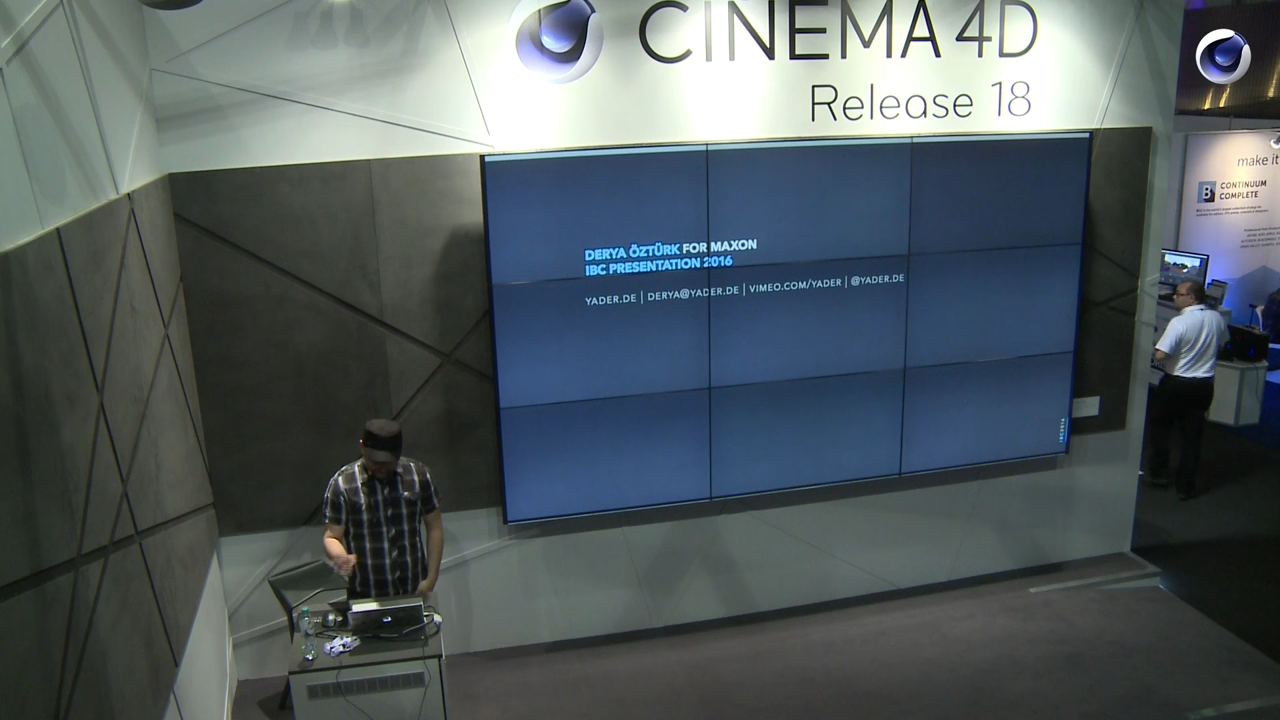 CINEMA 4D
Release 18
DERYA ÖZTÜRK FOR MAXON
IBC PRESENTATION 2016
YADER.DE | DERYA@YADER.DE | VIMEO.COM/YADER | @YADER.DE
make it
CONTINUUM
COMPLETE